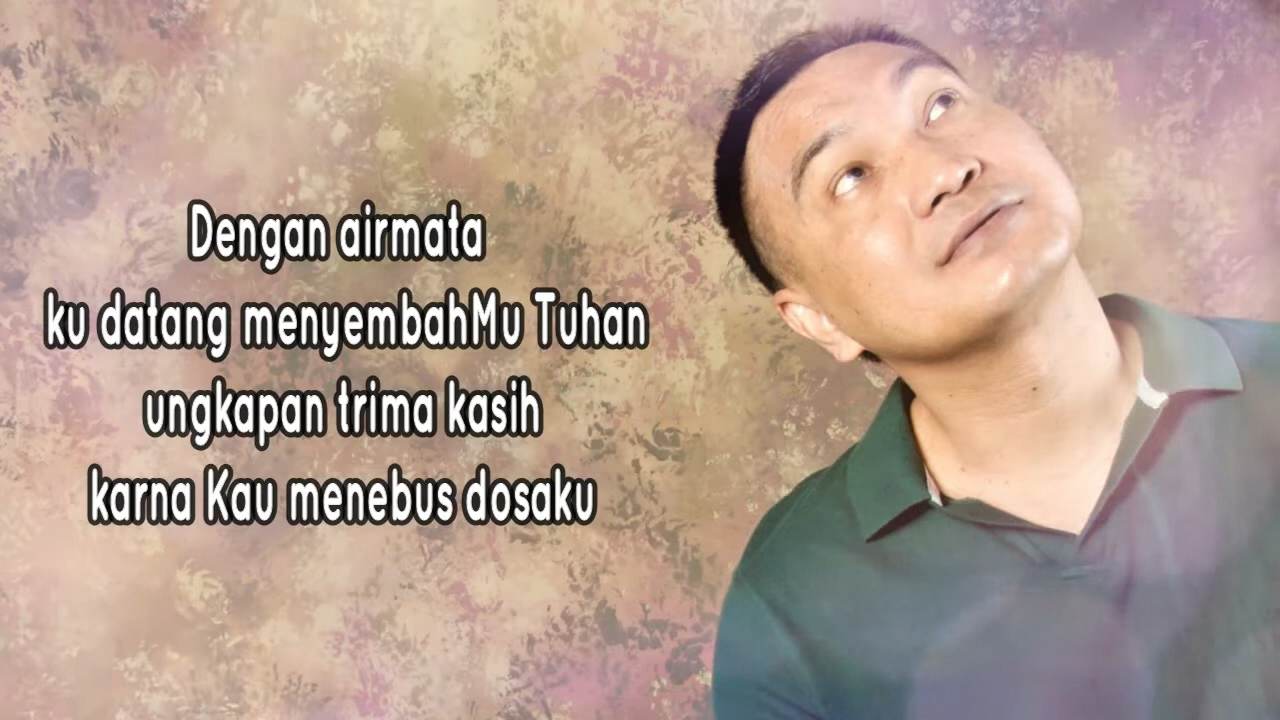 Dengan airmata
ku datang menyembahMu Tuhan
ungkapan trima kasih
karna Kau menebus dosaku